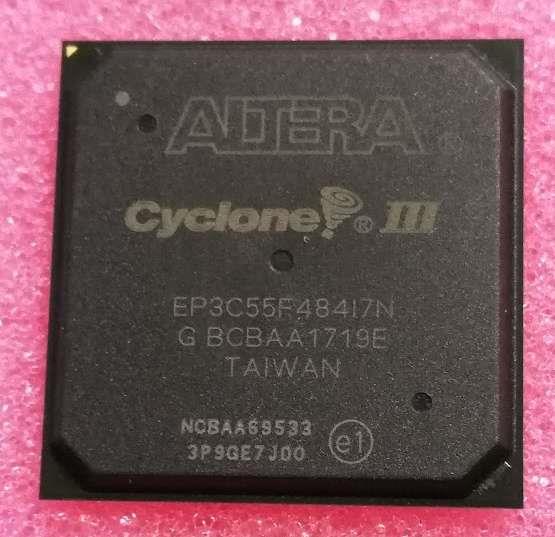 ALTERA®
Cyclone® III
EP3C55F484I7N
G BCBAA1719E
TAIWAN
NCBAA69533
3P9GE7J00
e1